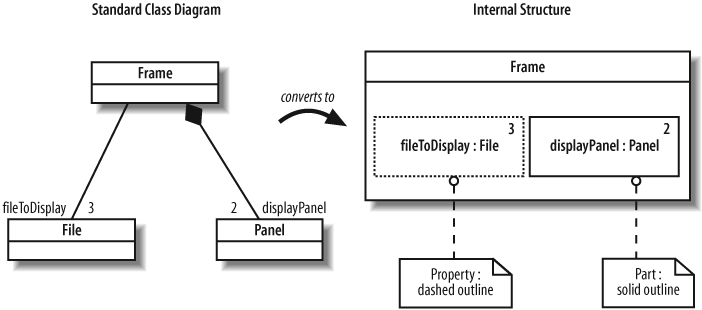 Standard Class Diagram
Internal Structure
Frame
converts to
fileToDisplay
3
2
displayPanel
File
Panel
Frame
3
fileToDisplay : File
2
displayPanel : Panel
Property :
dashed outline
Part :
solid outline